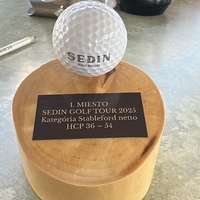 SEDIN
1. MIESTO
SEDIN GOLF TOUR 2025
Kategória Stableford netto
HCP 36 – 54